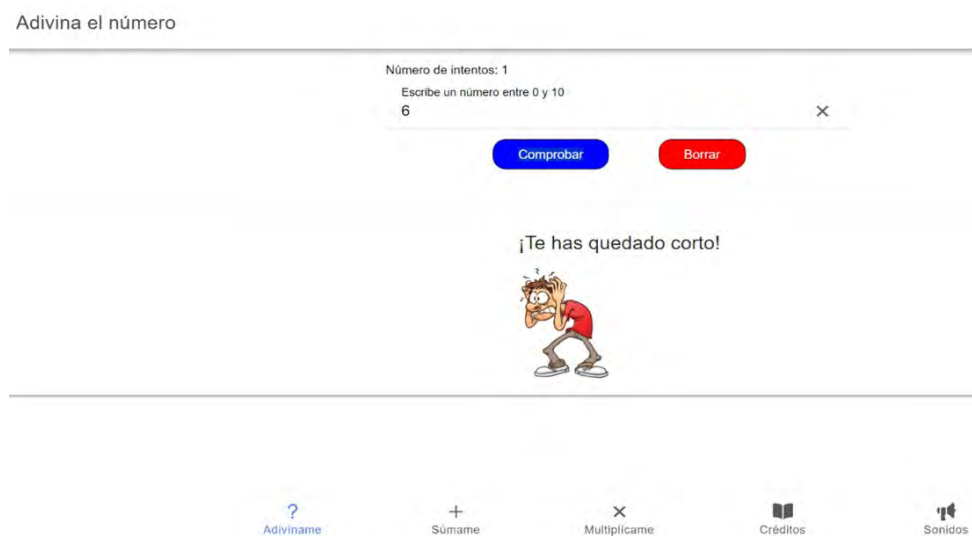 Adivina el número
Número de intentos: 1
Escribe un número entre 0 y 10
6
Comprobar Borrar
¡Te has quedado corto!
Adivíname Súmame Multiplícame Créditos Sonidos